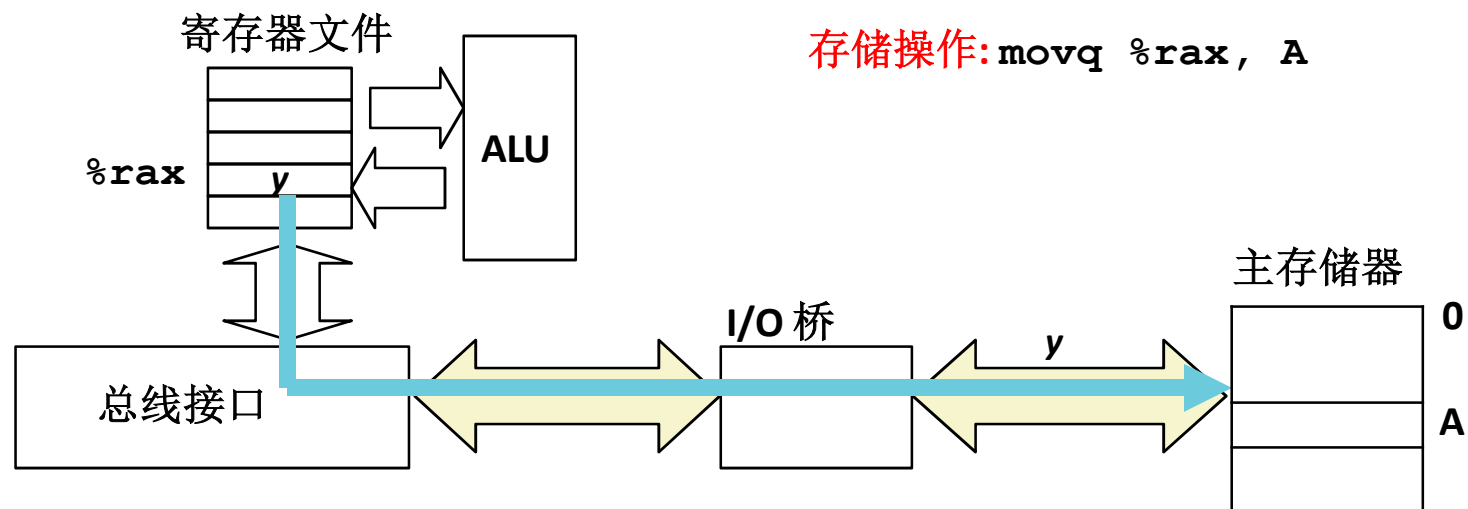 寄存器文件
存储操作: movq %rax, A
ALU
%rax
y
主存储器
I/O 桥
0
y
总线接口
A